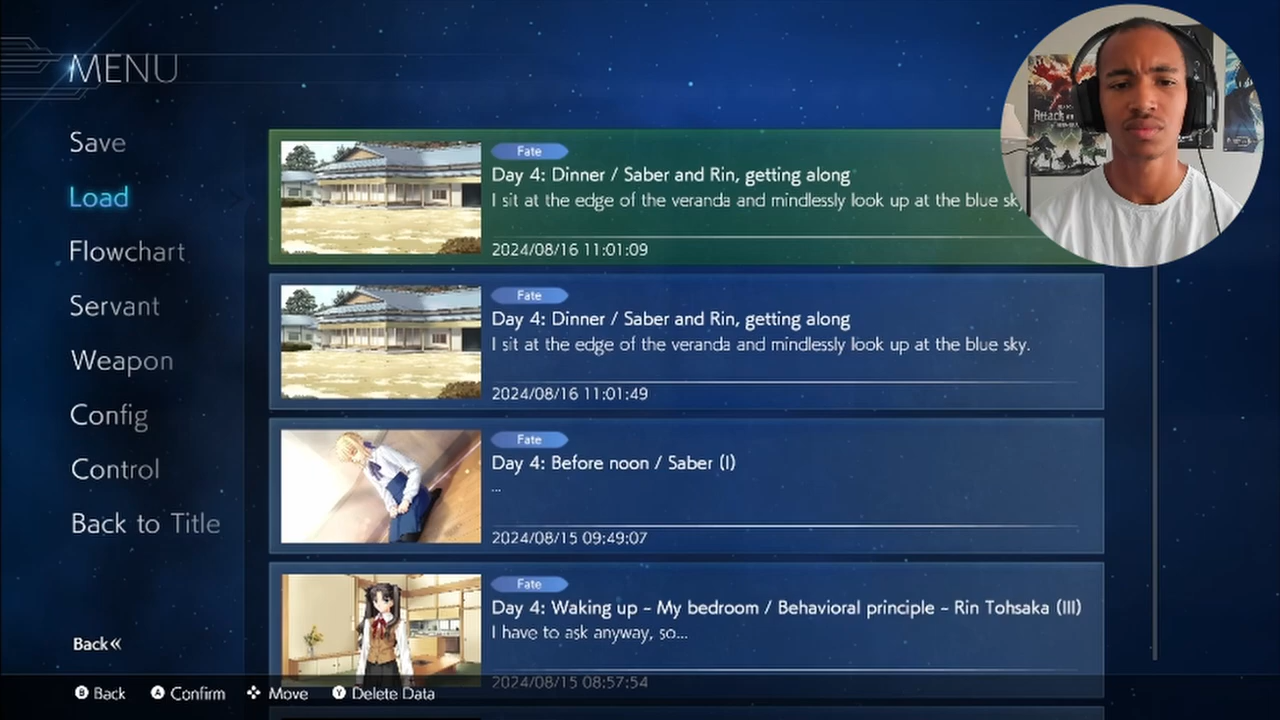 MENU
Save
Load
Flowchart
Servant
Weapon
Config
Control
Back to Title
Back«
Fate
Day 4: Dinner / Saber and Rin, getting along
I sit at the edge of the veranda and mindlessly look up at the blue sky
2024/08/16 11:01:09
Fate
Day 4: Dinner / Saber and Rin, getting along
I sit at the edge of the veranda and mindlessly look up at the blue sky.
2024/08/16 11:01:49
Fate
Day 4: Before noon / Saber (I)
...
2024/08/15 09:49:07
Fate
Day 4: Waking up - My bedroom / Behavioral principle - Rin Tohsaka (III)
I have to ask anyway, so...
2024/08/15 08:57:54
B Back A Confirm Move Y Delete Data
Attack